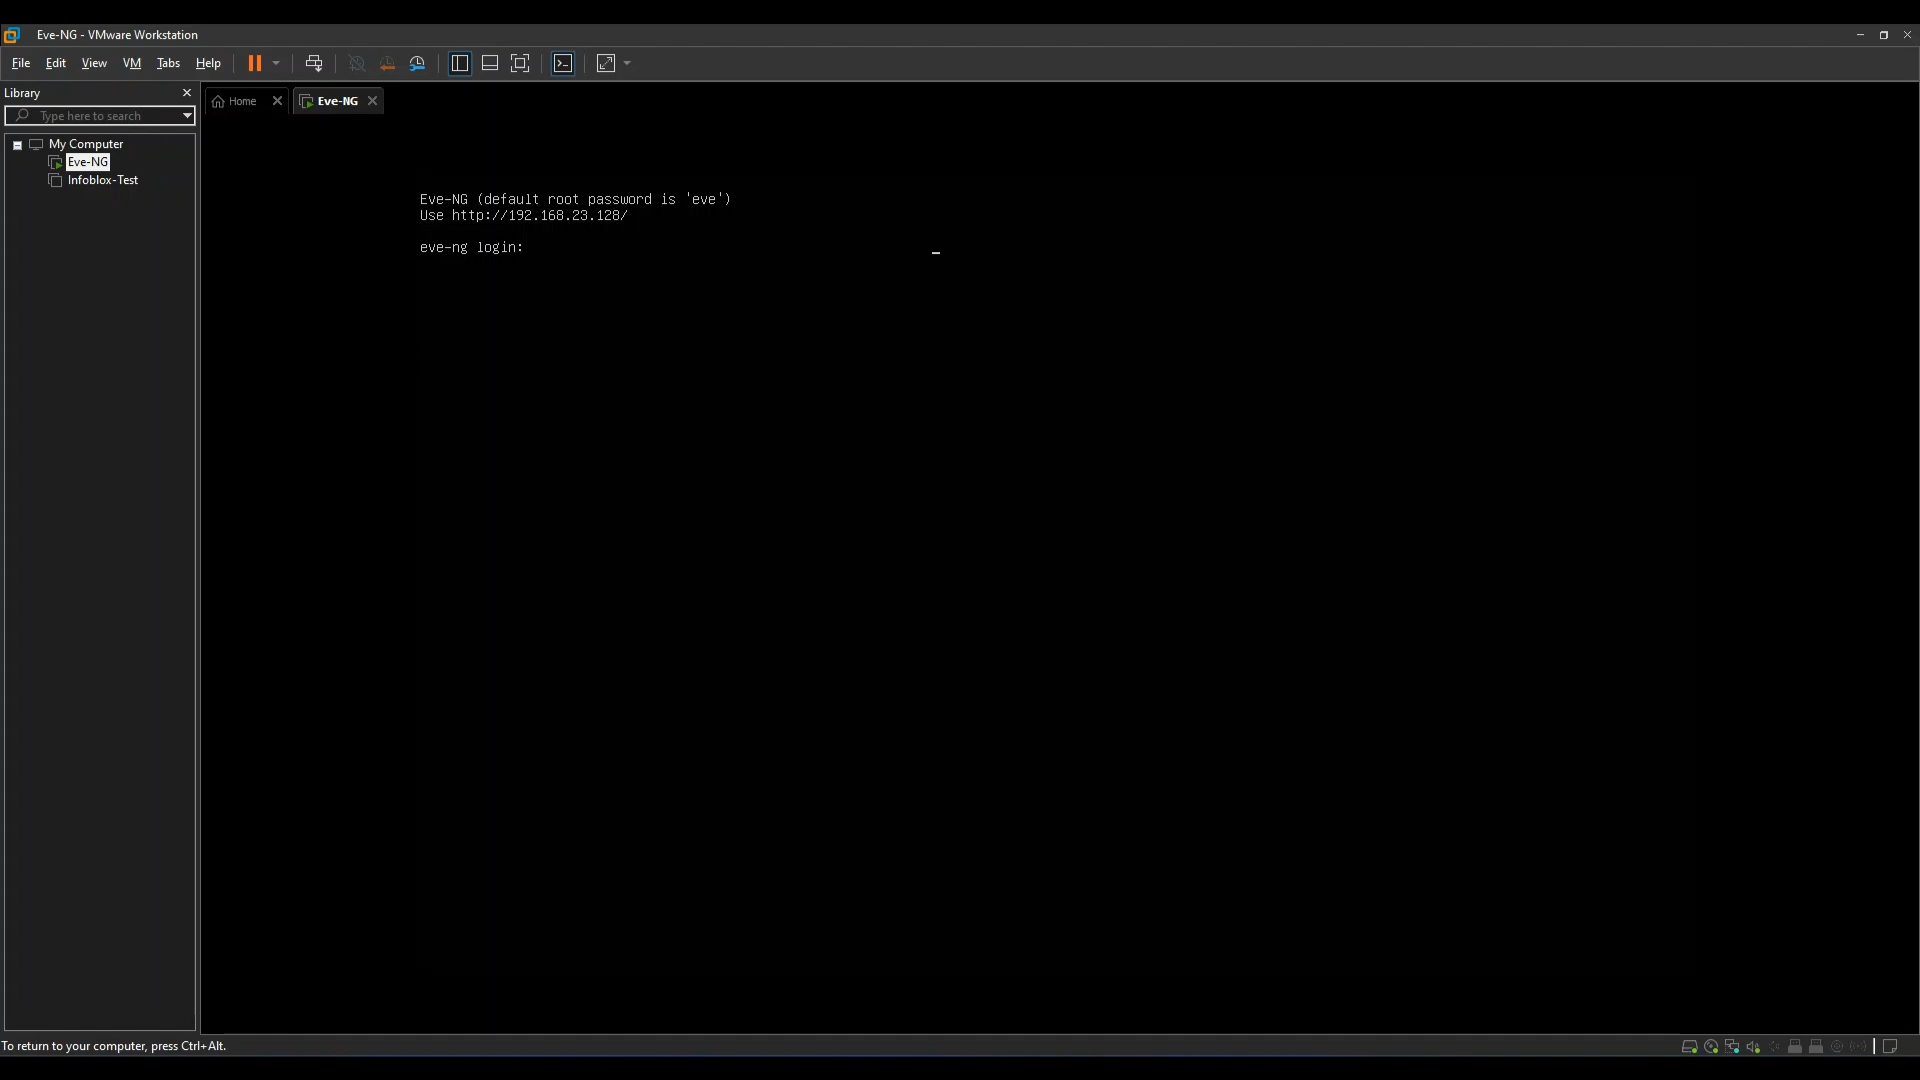 Eve-NG - VMware Workstation
File Edit View VM Tabs Help
Library
Type here to search
Home
Eve-NG
My Computer
Eve-NG
Infoblox-Test
Eve-NG (default root password is 'eve')
Use http://192.168.23.128/
eve-ng login:
To return to your computer, press Ctrl+Alt.